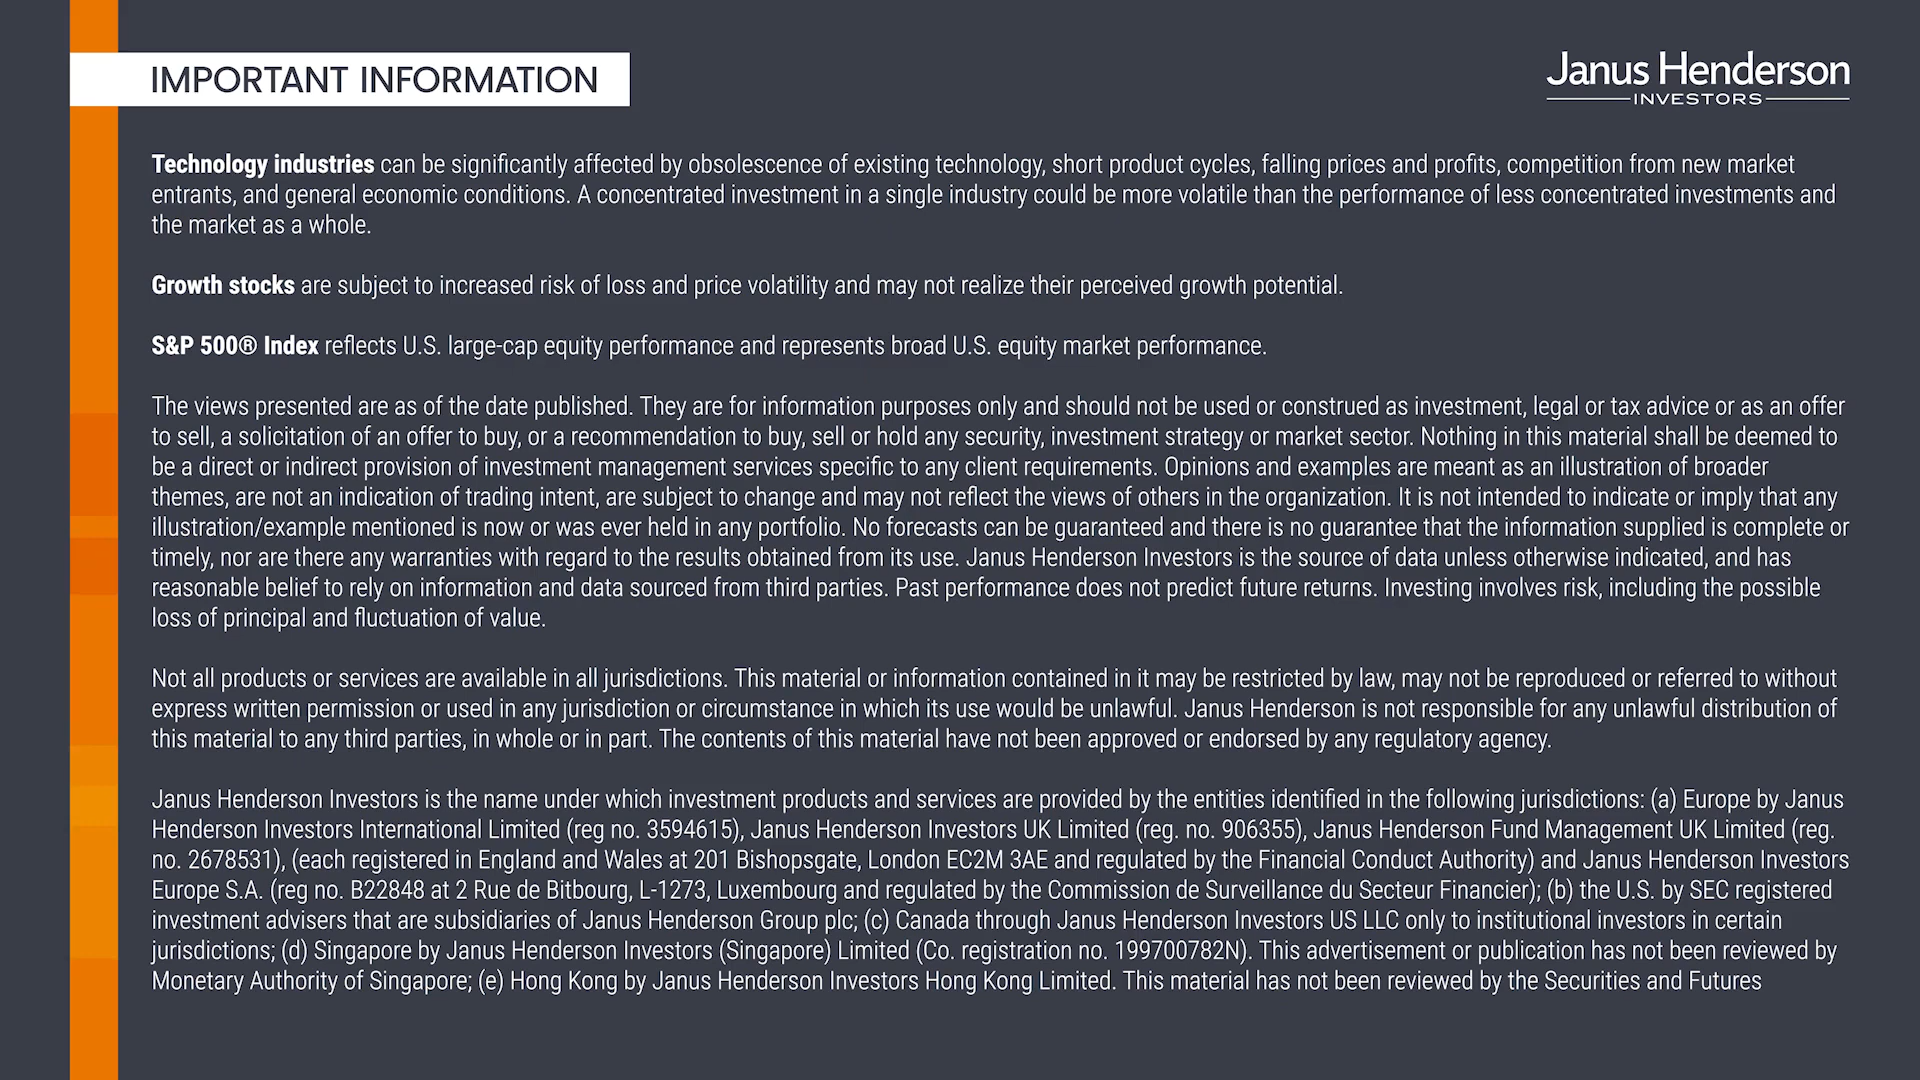 IMPORTANT INFORMATION
Janus Henderson
INVESTORS
Technology industries can be significantly affected by obsolescence of existing technology, short product cycles, falling prices and profits, competition from new market
entrants, and general economic conditions. A concentrated investment in a single industry could be more volatile than the performance of less concentrated investments and
the market as a whole.
Growth stocks are subject to increased risk of loss and price volatility and may not realize their perceived growth potential.
S&P 500® Index reflects U.S. large-cap equity performance and represents broad U.S. equity market performance.
The views presented are as of the date published. They are for information purposes only and should not be used or construed as investment, legal or tax advice or as an offer
to sell, a solicitation of an offer to buy, or a recommendation to buy, sell or hold any security, investment strategy or market sector. Nothing in this material shall be deemed to
be a direct or indirect provision of investment management services specific to any client requirements. Opinions and examples are meant as an illustration of broader
themes, are not an indication of trading intent, are subject to change and may not reflect the views of others in the organization. It is not intended to indicate or imply that any
illustration/example mentioned is now or was ever held in any portfolio. No forecasts can be guaranteed and there is no guarantee that the information supplied is complete or
timely, nor are there any warranties with regard to the results obtained from its use. Janus Henderson Investors is the source of data unless otherwise indicated, and has
reasonable belief to rely on information and data sourced from third parties. Past performance does not predict future returns. Investing involves risk, including the possible
loss of principal and fluctuation of value.
Not all products or services are available in all jurisdictions. This material or information contained in it may be restricted by law, may not be reproduced or referred to without
express written permission or used in any jurisdiction or circumstance in which its use would be unlawful. Janus Henderson is not responsible for any unlawful distribution of
this material to any third parties, in whole or in part. The contents of this material have not been approved or endorsed by any regulatory agency.
Janus Henderson Investors is the name under which investment products and services are provided by the entities identified in the following jurisdictions: (a) Europe by Janus
Henderson Investors International Limited (reg no. 3594615), Janus Henderson Investors UK Limited (reg. no. 906355), Janus Henderson Fund Management UK Limited (reg.
no. 2678531), (each registered in England and Wales at 201 Bishopsgate, London EC2M 3AE and regulated by the Financial Conduct Authority) and Janus Henderson Investors
Europe S.A. (reg no. B22848 at 2 Rue de Bitbourg, L-1273, Luxembourg and regulated by the Commission de Surveillance du Secteur Financier); (b) the U.S. by SEC registered
investment advisers that are subsidiaries of Janus Henderson Group plc; (c) Canada through Janus Henderson Investors US LLC only to institutional investors in certain
jurisdictions; (d) Singapore by Janus Henderson Investors (Singapore) Limited (Co. registration no. 199700782N). This advertisement or publication has not been reviewed by
Monetary Authority of Singapore; (e) Hong Kong by Janus Henderson Investors Hong Kong Limited. This material has not been reviewed by the Securities and Futures